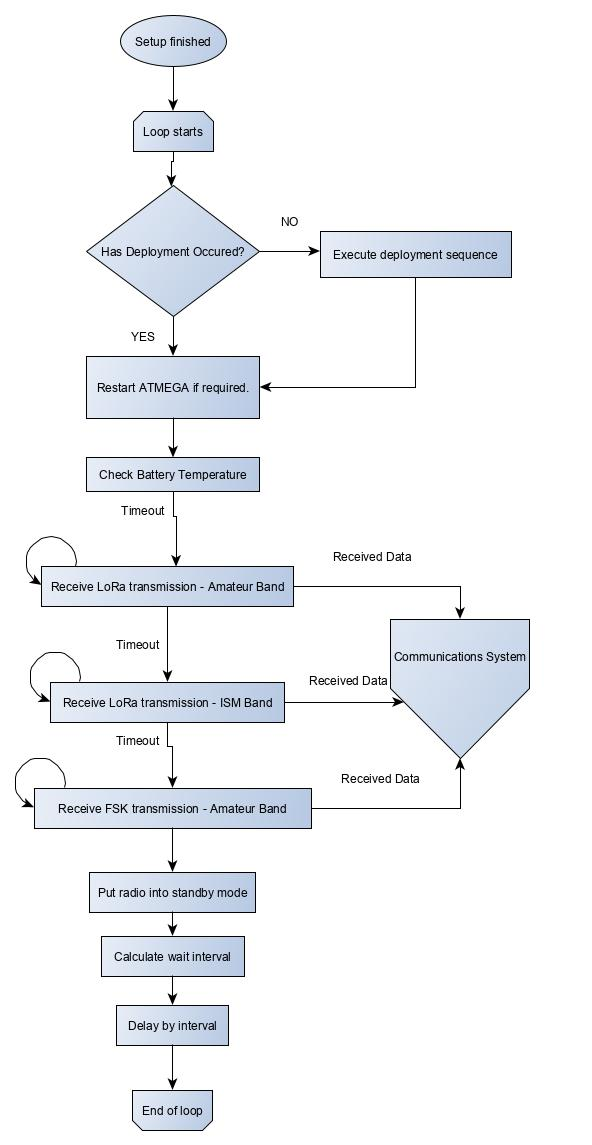 Setup finished
Loop starts
NO
Has Deployment Occured?
Execute deployment sequence
YES
Restart ATMEGA if required.
Check Battery Temperature
Timeout
Received Data
Receive LoRa transmission - Amateur Band
Timeout
Communications System
Received Data
Receive LoRa transmission - ISM Band
Timeout
Received Data
Receive FSK transmission - Amateur Band
Put radio into standby mode
Calculate wait interval
Delay by interval
End of loop